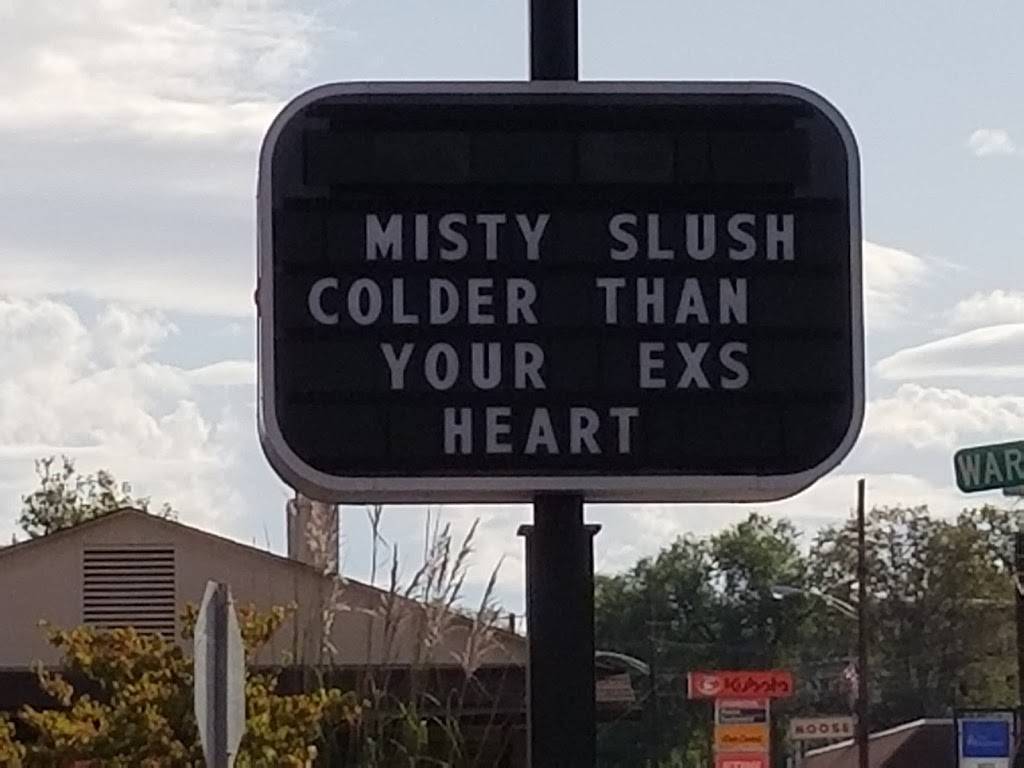 MISTY SLUSH
COLDER THAN
YOUR EXS
HEART
WAR
Kubota
MOOSE